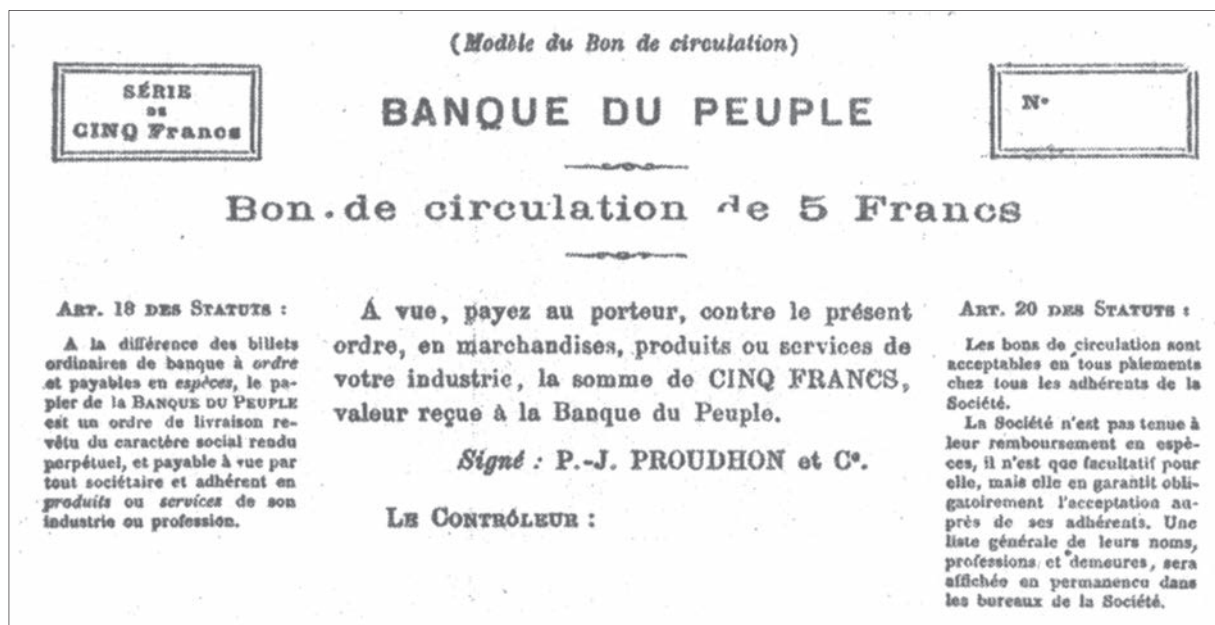 (Modèle du Bon de circulation)
SÉRIE
DE
CINQ Francs
BANQUE DU PEUPLE
N°
Bon de circulation de 5 Francs
ART. 18 DES STATUTS :
A la différence des billets
ordinaires de banque à ordre
et payables en espèces, le pa-
pier de la BANQUE DU PEUPLE
est un ordre de livraison re-
vêtu du caractère social rendu
perpétuel, et payable à vue par
tout sociétaire et adhérent en
produits ou services de son
industrie ou profession.
A vue, payez au porteur, contre le présent
ordre, en marchandises, produits ou services de
votre industrie, la somme de CINQ FRANCS,
valeur reçue à la Banque du Peuple.
Signé : P.-J. PROUDHON et Ce.
LE CONTRÔLEUR :
ART. 20 DES STATUTS :
Les bons de circulation sont
acceptables en tous paiements
chez tous les adhérents de la
Société.
La Société n'est pas tenue à
leur remboursement en espè-
ces, il n'est que facultatif pour
elle, mais elle en garantit obli-
gatoirement l'acceptation au-
près de ses adhérents. Une
liste générale de leurs noms,
professions et demeures, sera
affichée en permanence dans
les bureaux de la Société.